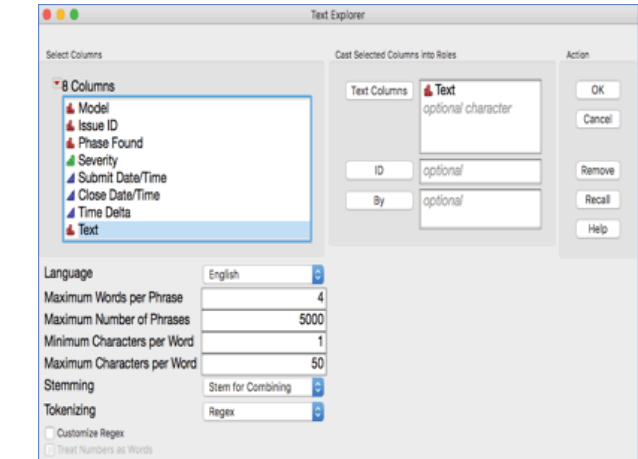 Text Explorer
Select Columns
8 Columns
Model
Issue ID
Phase Found
Severity
Submit Date/Time
Close Date/Time
Time Delta
Text
Cast Selected Columns into Roles
Text Columns
Text
optional character
ID
optional
By
optional
Action
OK
Cancel
Remove
Recall
Help
Language English
Maximum Words per Phrase 4
Maximum Number of Phrases 5000
Minimum Characters per Word 1
Maximum Characters per Word 50
Stemming Stem for Combining
Tokenizing Regex
Customize Regex
Treat Numbers as Words